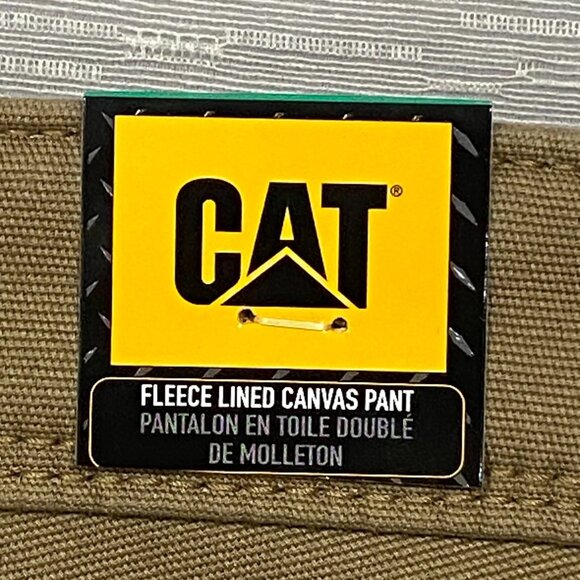 CAT®
FLEECE LINED CANVAS PANT
PANTALON EN TOILE DOUBLÉ
DE MOLLETON